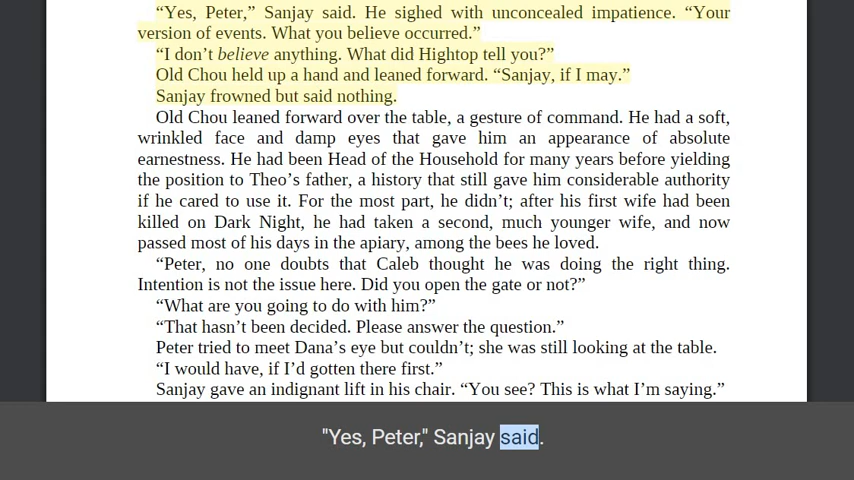 “Yes, Peter,” Sanjay said. He sighed with unconcealed impatience. “Your
version of events. What you believe occurred.”
“I don’t believe anything. What did Hightop tell you?”
Old Chou held up a hand and leaned forward. “Sanjay, if I may.”
Sanjay frowned but said nothing.
Old Chou leaned forward over the table, a gesture of command. He had a soft,
wrinkled face and damp eyes that gave him an appearance of absolute
earnestness. He had been Head of the Household for many years before yielding
the position to Theo’s father, a history that still gave him considerable authority
if he cared to use it. For the most part, he didn’t; after his first wife had been
killed on Dark Night, he had taken a second, much younger wife, and now
passed most of his days in the apiary, among the bees he loved.
“Peter, no one doubts that Caleb thought he was doing the right thing.
Intention is not the issue here. Did you open the gate or not?”
“What are you going to do with him?”
“That hasn’t been decided. Please answer the question.”
Peter tried to meet Dana’s eye but couldn’t; she was still looking at the table.
“I would have, if I’d gotten there first.”
Sanjay gave an indignant lift in his chair. “You see? This is what I’m saying.”
"Yes, Peter," Sanjay said.